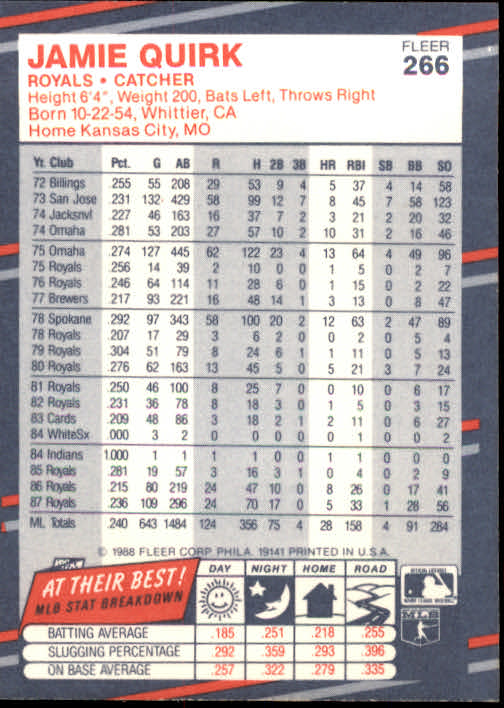 JAMIE QUIRK
FLEER
266
ROYALS • CATCHER
Height 6'4", Weight 200, Bats Left, Throws Right
Born 10-22-54, Whittier, CA
Home Kansas City, MO
Yr. Club Pct. G AB R H 2B 3B HR RBI SB BB SO
72 Billings .255 55 208 29 53 9 4 5 37 4 14 58
73 San Jose .231 132 429 58 99 12 7 8 45 7 58 123
74 Jacksnvl .227 46 163 16 37 7 2 3 21 2 20 32
74 Omaha .281 53 203 27 57 10 2 10 31 2 16 46
75 Omaha .274 127 445 62 122 23 4 13 64 4 49 96
75 Royals .256 14 39 2 10 0 0 1 5 0 2 7
76 Royals .246 64 114 11 28 6 0 1 15 0 2 22
77 Brewers .217 93 221 16 48 14 1 3 13 0 8 47
78 Spokane .292 97 343 58 100 20 2 12 63 2 47 89
78 Royals .207 17 29 3 6 2 0 0 2 0 5 4
79 Royals .304 51 79 8 24 6 1 1 11 0 5 13
80 Royals .276 62 163 13 45 5 0 5 21 3 7 24
81 Royals .250 46 100 8 25 7 0 0 10 0 6 17
82 Royals .231 36 78 8 18 3 0 1 5 0 3 15
83 Cards .209 48 86 3 18 2 1 2 11 0 6 27
84 WhiteSx .000 3 2 0 0 0 0 0 1 0 0 2
84 Indians 1.000 1 1 1 1 0 0 1 1 0 0 0
85 Royals .281 19 57 3 16 3 1 0 4 0 2 9
86 Royals .215 80 219 24 47 10 0 8 26 0 17 41
87 Royals .236 109 296 24 70 17 0 5 33 1 28 56
ML Totals .240 643 1484 124 356 75 4 28 158 4 91 284
© 1988 FLEER CORP. PHILA. 19141 PRINTED IN U.S.A.
AT THEIR BEST!
MLB STAT BREAKDOWN
DAY NIGHT HOME ROAD
BATTING AVERAGE .185 .251 .218 .255
SLUGGING PERCENTAGE .292 .359 .293 .396
ON BASE AVERAGE .257 .322 .279 .335